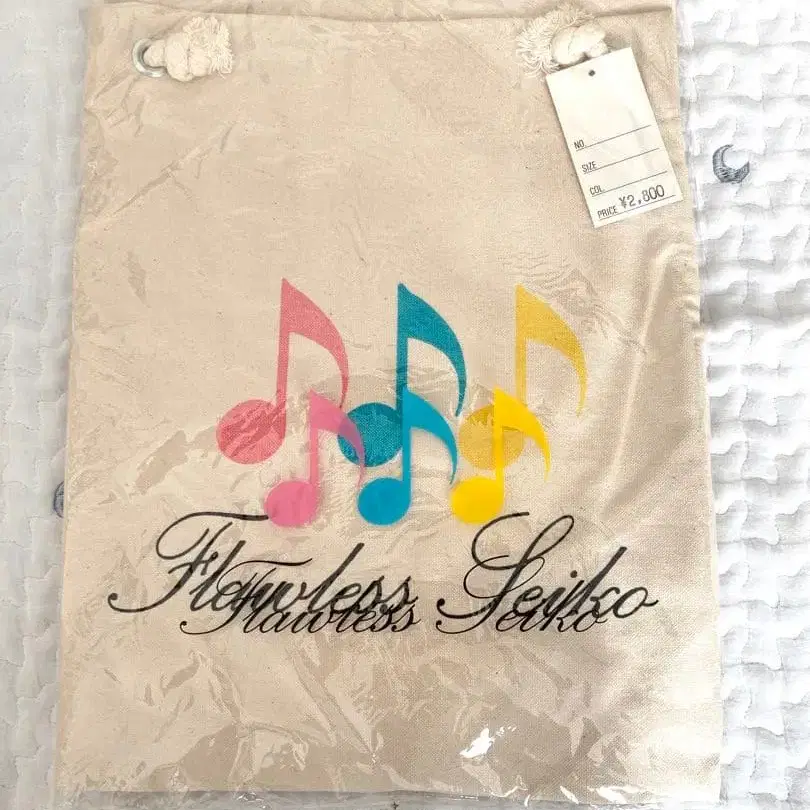 NO.
SIZE
COL.
PRICE ¥2,800
Flawless Seiko
Flawless Seiko